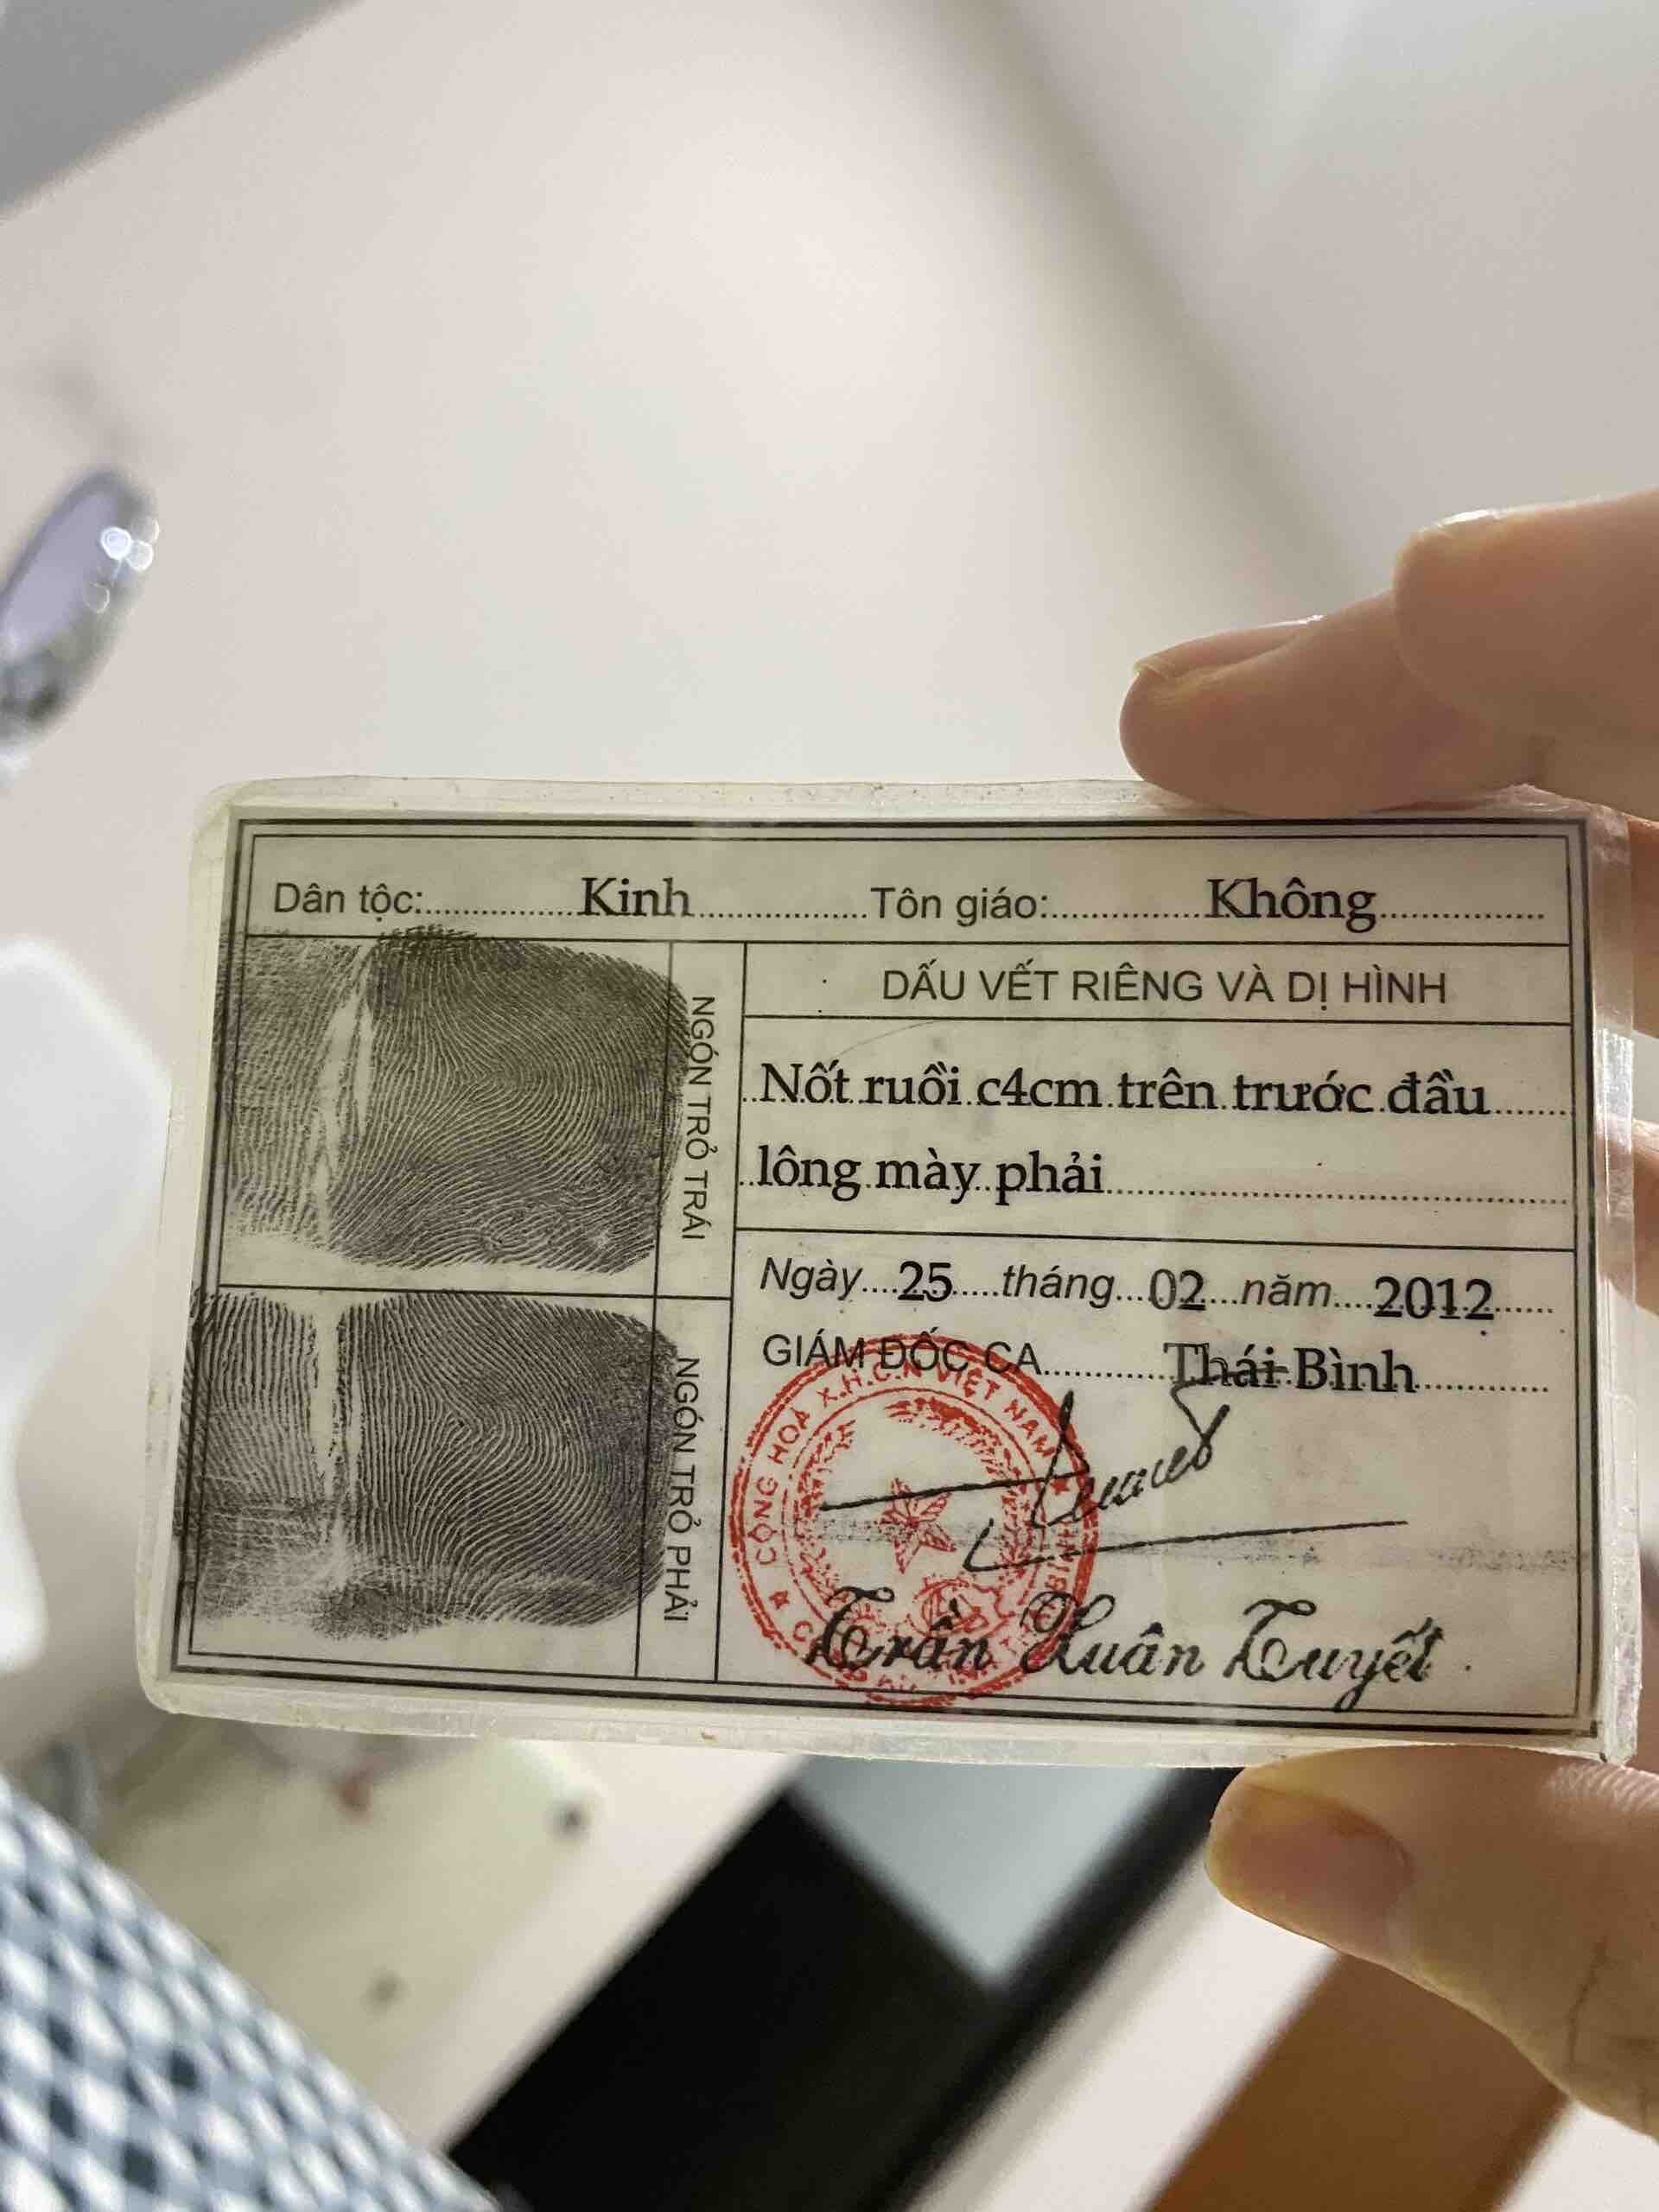 Dân tộc: Kinh Tôn giáo: Không
NGÓN TRỎ TRÁI
NGÓN TRỎ PHẢI
DẤU VẾT RIÊNG VÀ DỊ HÌNH
Nốt ruồi c4cm trên trước đầu
lông mày phải
Ngày 25 tháng 02 năm 2012
GIÁM ĐỐC CA Thái Bình
CỘNG HOÀ X.H.C.N VIỆT NAM
Trần Xuân Tuyết